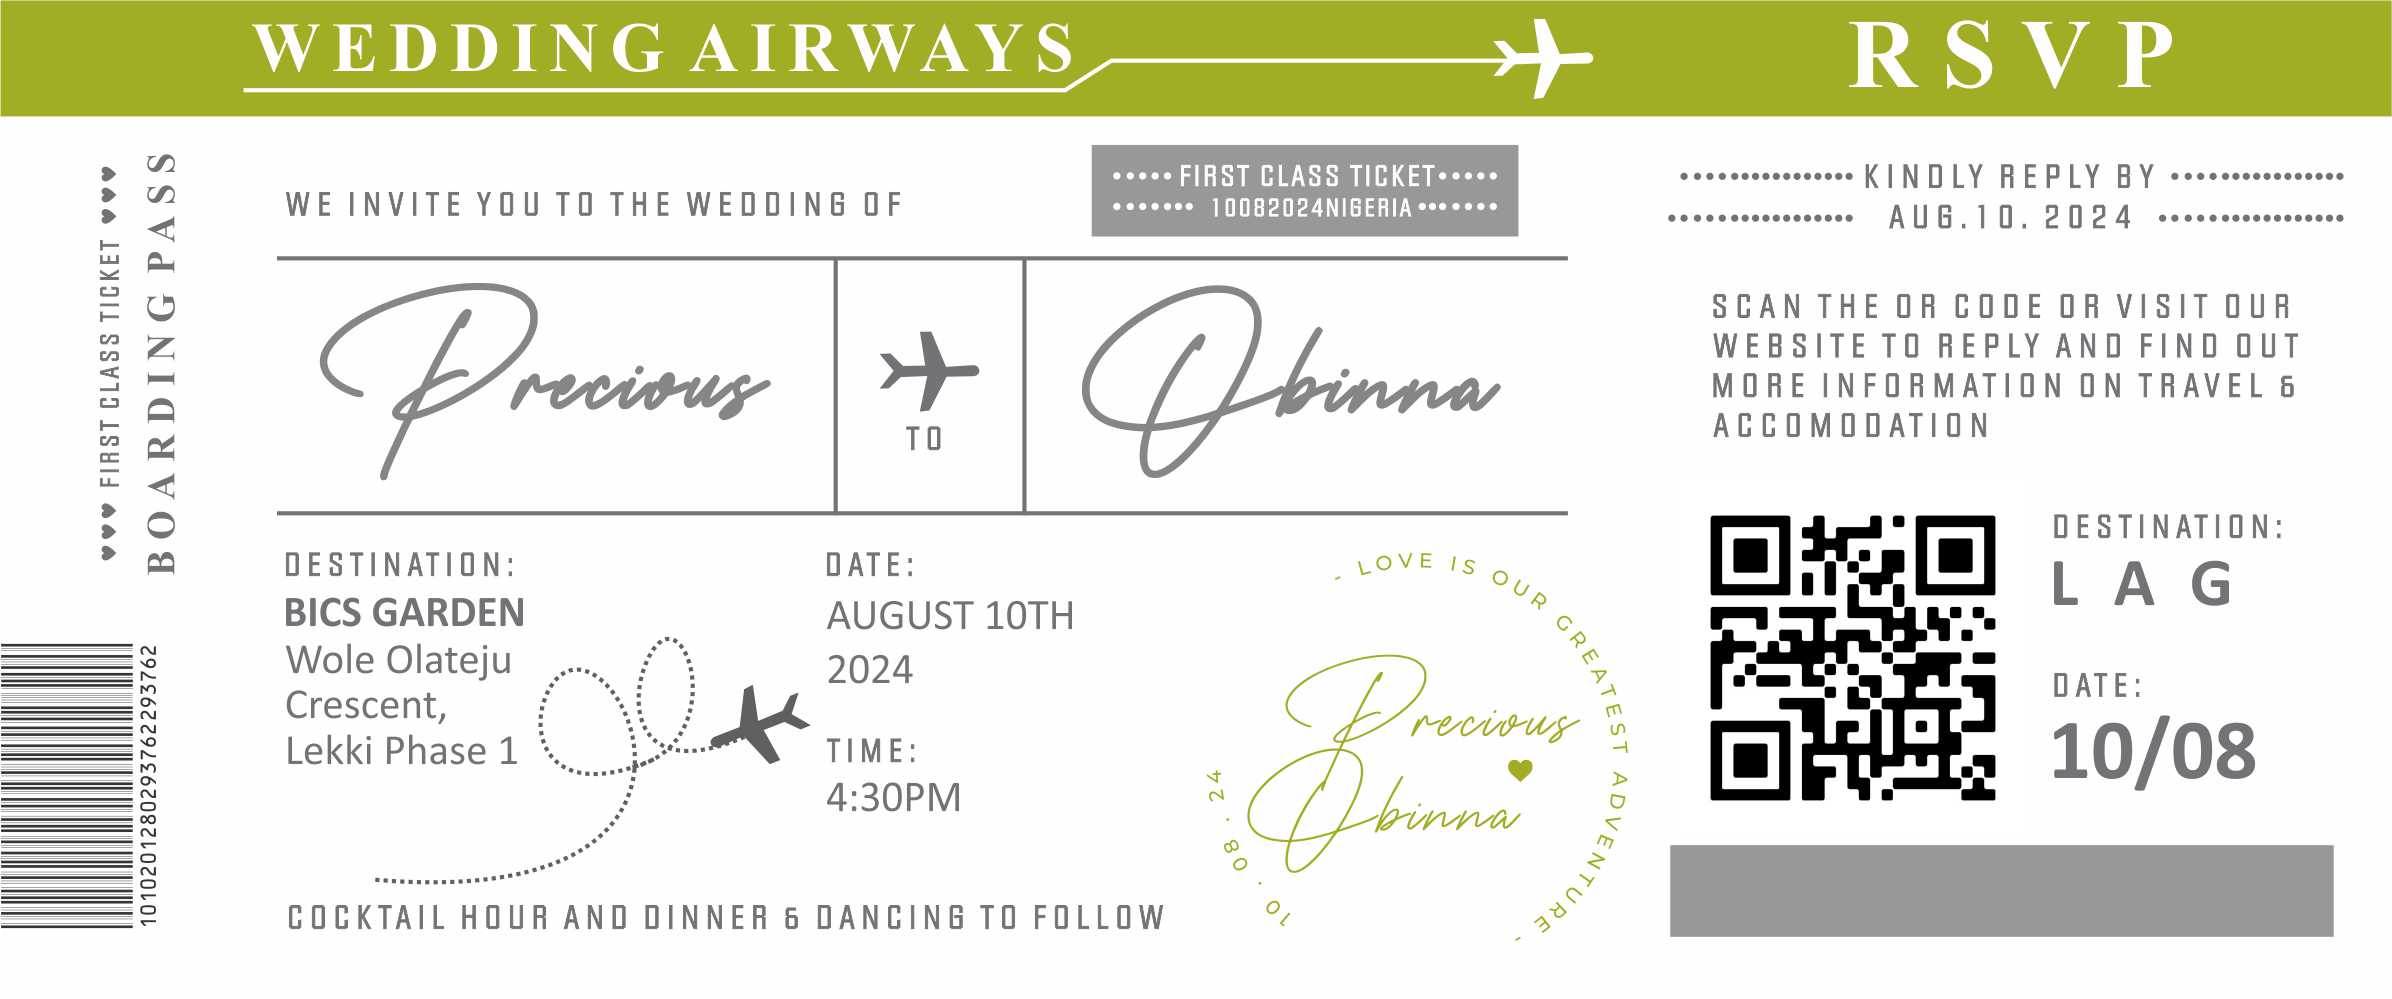 WEDDING AIRWAYS
RSVP
FIRST CLASS TICKET
BOARDING PASS
WE INVITE YOU TO THE WEDDING OF
FIRST CLASS TICKET
10082024NIGERIA
Precious
TO
Obinna
DESTINATION:
BICS GARDEN
Wole Olateju
Crescent,
Lekki Phase 1
DATE:
AUGUST 10TH
2024
TIME:
4:30PM
COCKTAIL HOUR AND DINNER & DANCING TO FOLLOW
- LOVE IS OUR GREATEST ADVENTURE -
Precious
Obinna
10 . 08 . 24
1010201280293762293762
KINDLY REPLY BY
AUG.10. 2024
SCAN THE QR CODE OR VISIT OUR
WEBSITE TO REPLY AND FIND OUT
MORE INFORMATION ON TRAVEL &
ACCOMODATION
DESTINATION:
LAG
DATE:
10/08